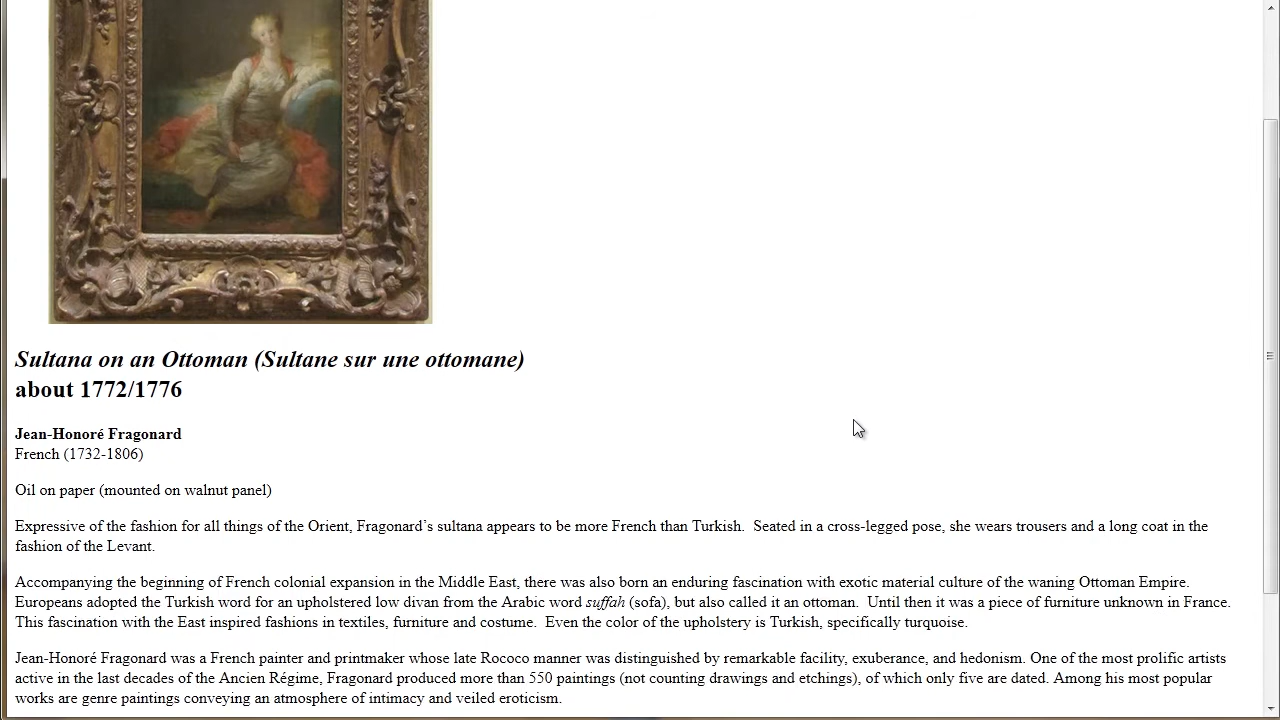 Sultana on an Ottoman (Sultane sur une ottomane)
about 1772/1776
Jean-Honoré Fragonard
French (1732-1806)
Oil on paper (mounted on walnut panel)
Expressive of the fashion for all things of the Orient, Fragonard’s sultana appears to be more French than Turkish.  Seated in a cross-legged pose, she wears trousers and a long coat in the
fashion of the Levant.
Accompanying the beginning of French colonial expansion in the Middle East, there was also born an enduring fascination with exotic material culture of the waning Ottoman Empire.
Europeans adopted the Turkish word for an upholstered low divan from the Arabic word suffah (sofa), but also called it an ottoman.  Until then it was a piece of furniture unknown in France.
This fascination with the East inspired fashions in textiles, furniture and costume.  Even the color of the upholstery is Turkish, specifically turquoise.
Jean-Honoré Fragonard was a French painter and printmaker whose late Rococo manner was distinguished by remarkable facility, exuberance, and hedonism. One of the most prolific artists
active in the last decades of the Ancien Régime, Fragonard produced more than 550 paintings (not counting drawings and etchings), of which only five are dated. Among his most popular
works are genre paintings conveying an atmosphere of intimacy and veiled eroticism.